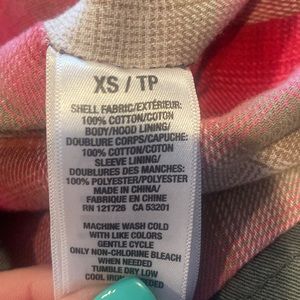 XS / TP
SHELL FABRIC/EXTÉRIEUR:
100% COTTON/COTON
BODY/HOOD LINING/
DOUBLURE CORPS/CAPUCHE:
100% COTTON/COTON
SLEEVE LINING/
DOUBLURES DES MANCHES:
100% POLYESTER/POLYESTER
MADE IN CHINA/
FABRIQUÉ EN CHINE
RN 121726 CA 53201
MACHINE WASH COLD
WITH LIKE COLORS
GENTLE CYCLE
ONLY NON-CHLORINE BLEACH
WHEN NEEDED
TUMBLE DRY LOW
COOL IRON